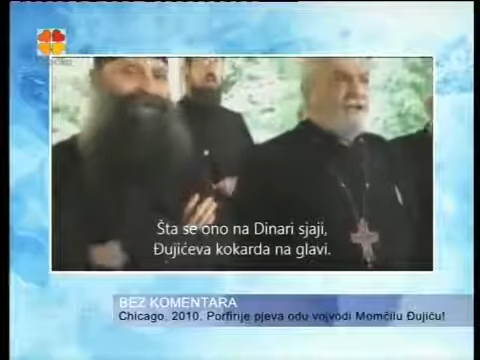 Šta se ono na Dinari sjaji,
Đujićeva kokarda na glavi.
BEZ KOMENTARA
Chicago, 2010. Porfirije pjeva odu vojvodi Momčilu Đujiću!